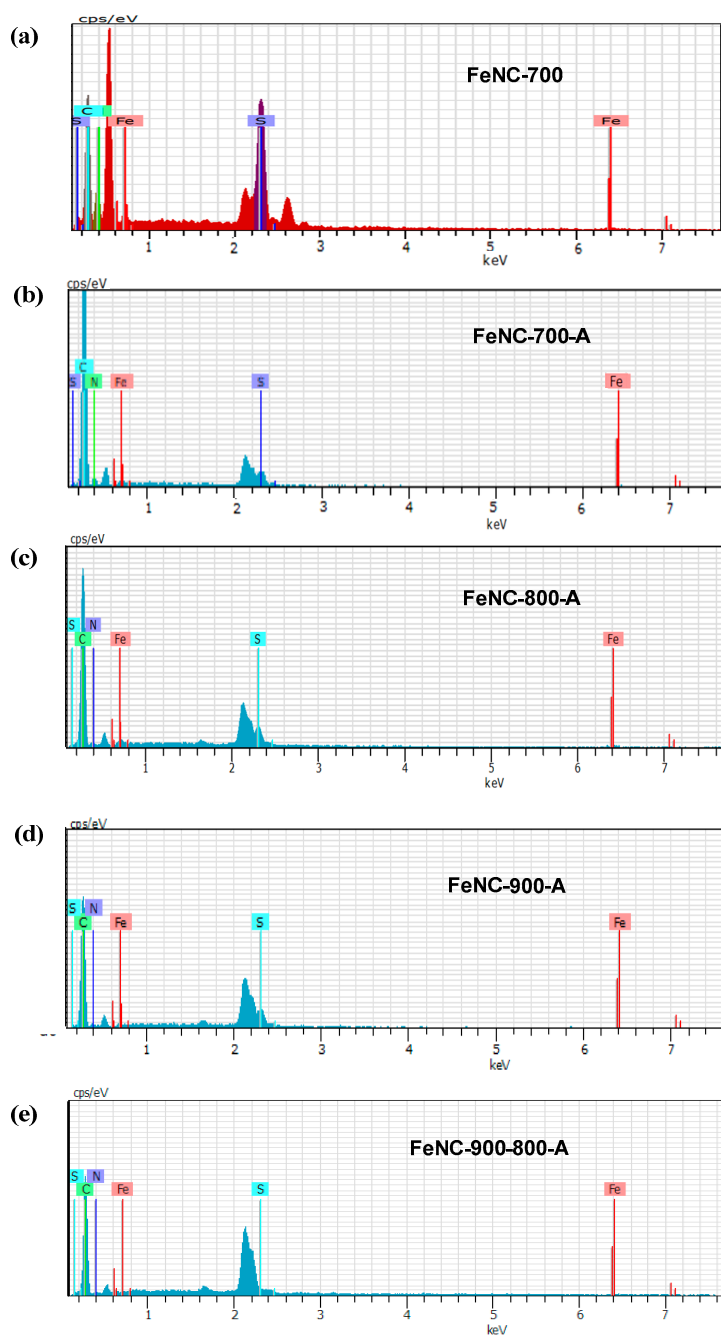 (a)
cps/eV
FeNC-700
C
S Fe S Fe
1 2 3 4 5 6 7
keV
(b)
cps/eV
FeNC-700-A
C
S N Fe S Fe
1 2 3 4 5 6 7
keV
(c)
cps/eV
FeNC-800-A
S N
C Fe S Fe
1 2 3 4 5 6 7
keV
(d)
cps/eV
FeNC-900-A
S N
C Fe S Fe
1 2 3 4 5 6 7
keV
(e)
cps/eV
FeNC-900-800-A
S N
C Fe S Fe
1 2 3 4 5 6 7
keV